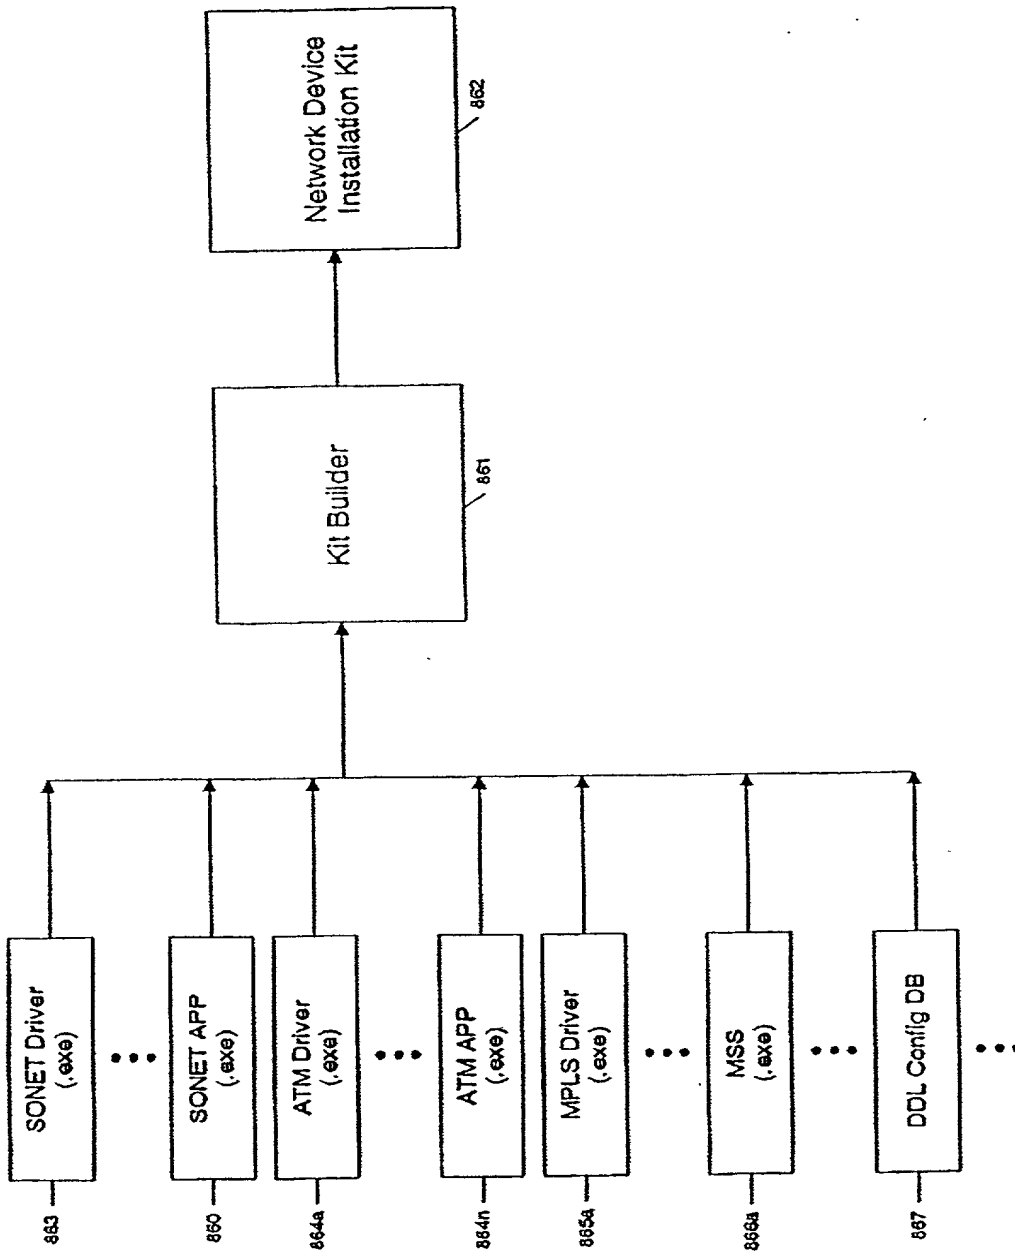 863
SONET Driver
(.exe)
860
SONET APP
(.exe)
864a
ATM Driver
(.exe)
864n
ATM APP
(.exe)
865a
MPLS Driver
(.exe)
866a
MSS
(.exe)
867
DDL Config DB
Kit Builder
861
Network Device
Installation Kit
862